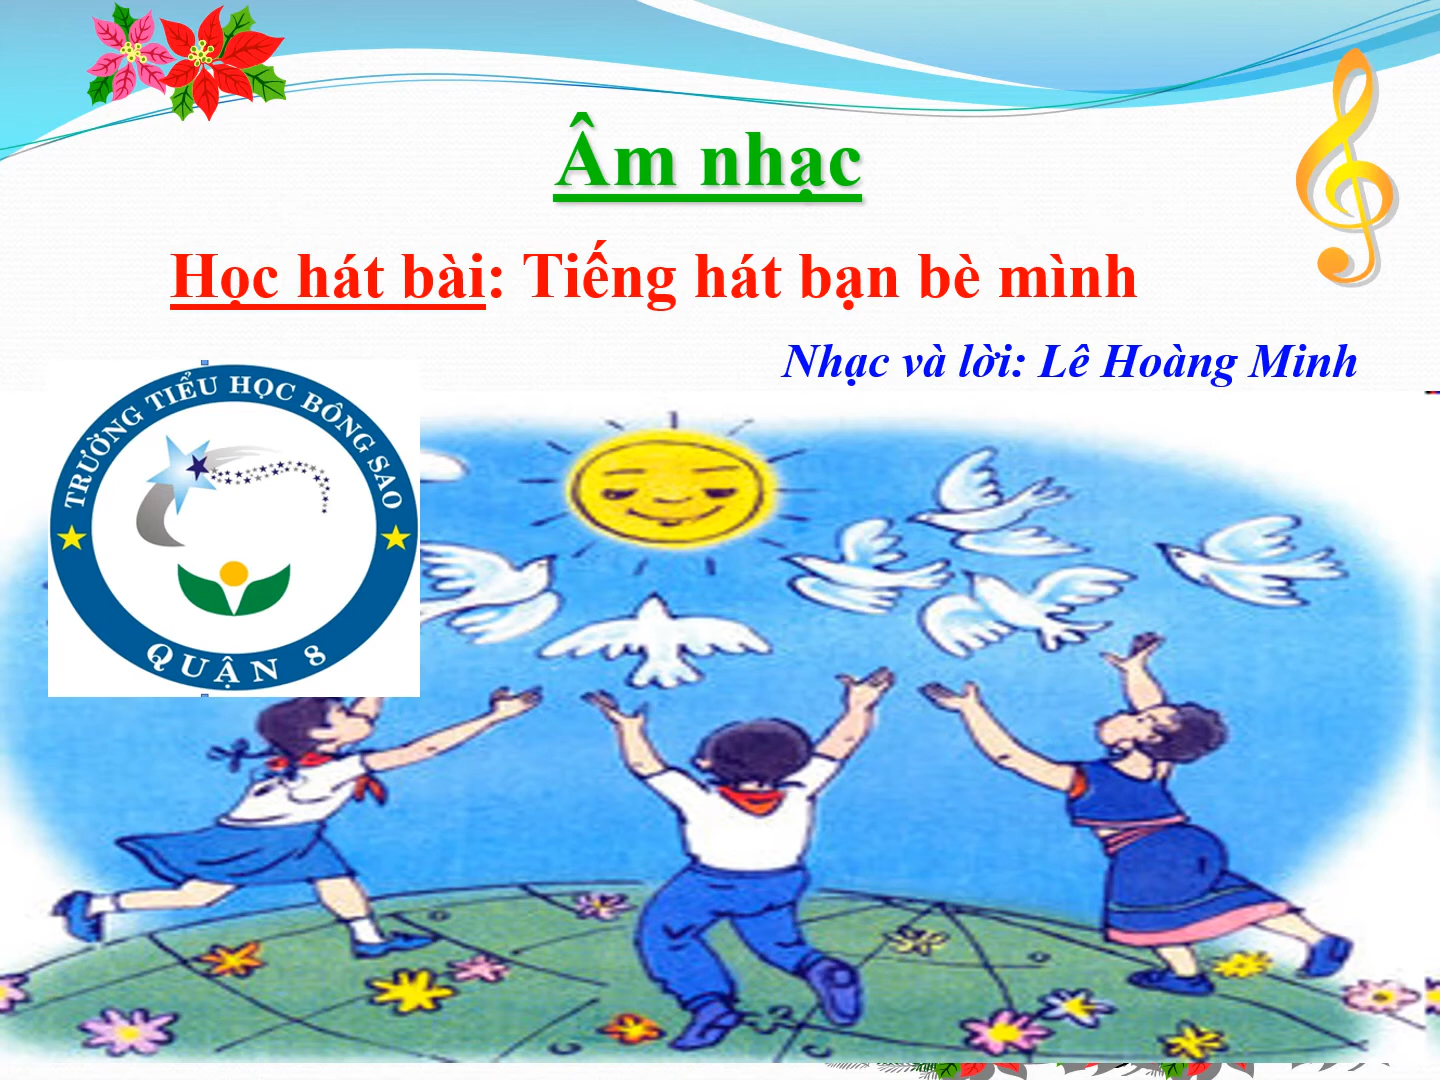 Âm nhạc
Học hát bài: Tiếng hát bạn bè mình
Nhạc và lời: Lê Hoàng Minh
TRƯỜNG TIỂU HỌC BÔNG SAO
QUẬN 8